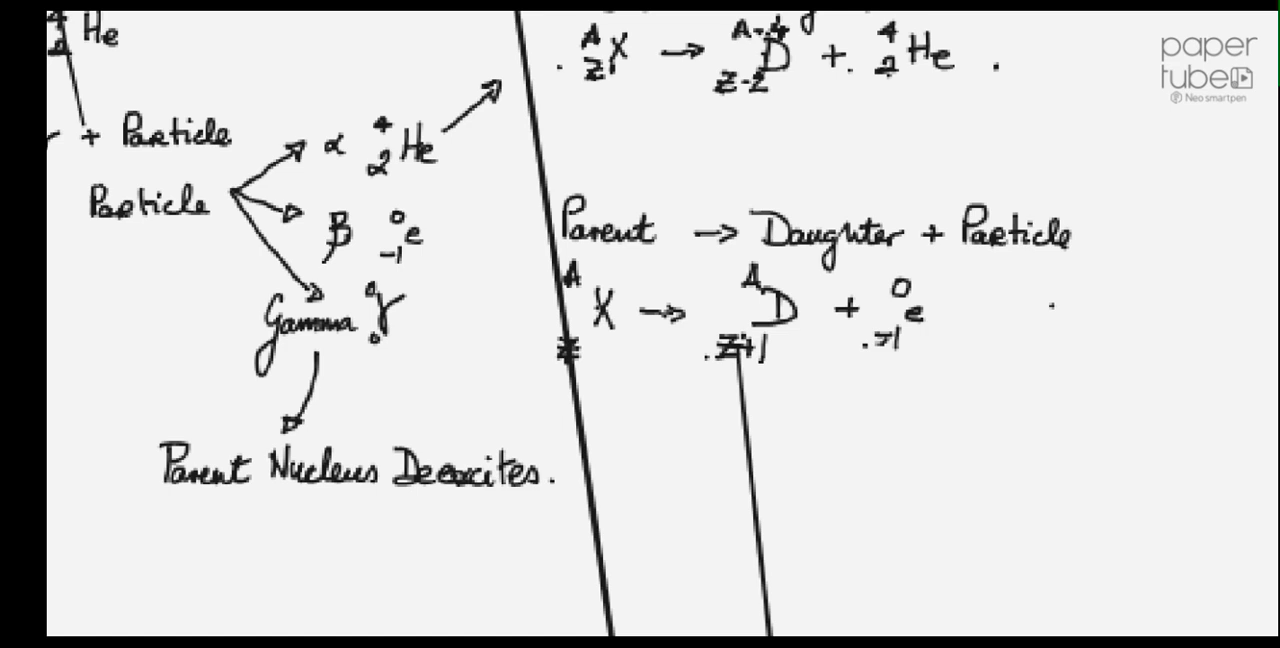 4 2 He
+ Particle
Particle
α 4 2 He
β 0 -1 e
Gamma 0 0 γ
Parent Nucleus Deexcites.
A Z X → A-4 Z-2 D + 4 2 He .
Parent → Daughter + Particle
A Z X → A Z+1 D + 0 -1 e
paper
tube
Neo smartpen